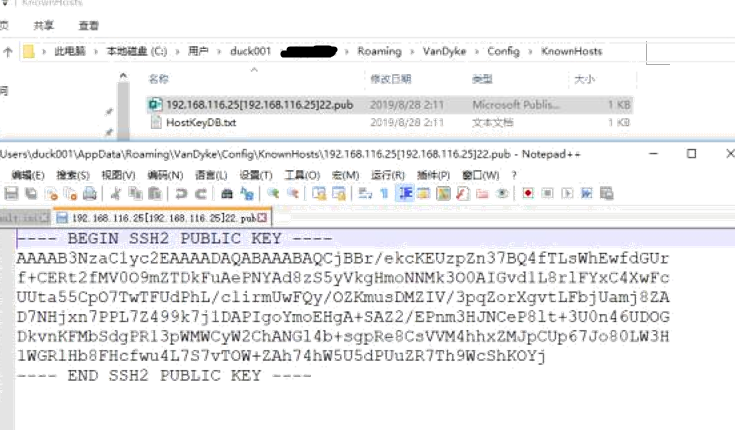 KnownHosts
页 共享 查看
此电脑 › 本地磁盘 (C:) › 用户 › duck001 › Roaming › VanDyke › Config › KnownHosts
名称 修改日期 类型 大小
192.168.116.25[192.168.116.25]22.pub 2019/8/28 2:11 Microsoft Publis... 1 KB
HostKeyDB.txt 2019/8/28 2:11 文本文档 1 KB
Users\duck001\AppData\Roaming\VanDyke\Config\KnownHosts\192.168.116.25[192.168.116.25]22.pub - Notepad++
编辑(E) 搜索(S) 视图(V) 编码(N) 语言(L) 设置(T) 工具(O) 宏(M) 运行(R) 插件(P) 窗口(W) ?
192.168.116.25[192.168.116.25]22.pub
---- BEGIN SSH2 PUBLIC KEY ----
AAAAB3NzaC1yc2EAAAADAQABAAABAQCjBBr/ekcKEUzpZn37BQ4fTLsWhEwfdGUr
f+CERt2fMV0O9mZTDkFuAePNYAd8zS5yVkgHmoNNMk3O0AIGvdlL8rlFYxC4XwFc
UUta55CpO7TwTFUdPhL/clirmUwFQy/OZKmusDMZIV/3pqZorXgvtLFbjUamj8ZA
D7NHjxn7PPL7Z499k7j1DAPIgoYmoEHgA+SAZ2/EPnm3HJNCeP8lt+3U0n46UDOG
DkvnKFMbSdgPR13pWMWCyW2ChANGl4b+sgpRe8CsVVM4hhxZMJpCUp67Jo80LW3H
1WGRlHb8FHcfwu4L7S7vTOW+ZAh74hW5U5dPUuZR7Th9WcShKOYj
---- END SSH2 PUBLIC KEY ----